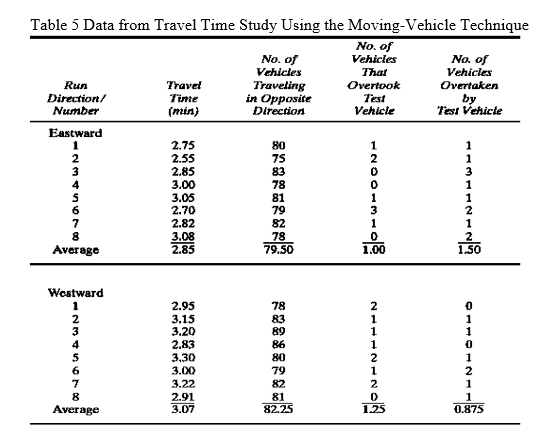 Table 5 Data from Travel Time Study Using the Moving-Vehicle Technique
Run Direction/ Number Travel Time (min) No. of Vehicles Traveling in Opposite Direction No. of Vehicles That Overtook Test Vehicle No. of Vehicles Overtaken by Test Vehicle
Eastward
1 2.75 80 1 1
2 2.55 75 2 1
3 2.85 83 0 3
4 3.00 78 0 1
5 3.05 81 1 1
6 2.70 79 3 2
7 2.82 82 1 1
8 3.08 78 0 2
Average 2.85 79.50 1.00 1.50
Westward
1 2.95 78 2 0
2 3.15 83 1 1
3 3.20 89 1 1
4 2.83 86 1 0
5 3.30 80 2 1
6 3.00 79 1 2
7 3.22 82 2 1
8 2.91 81 0 1
Average 3.07 82.25 1.25 0.875